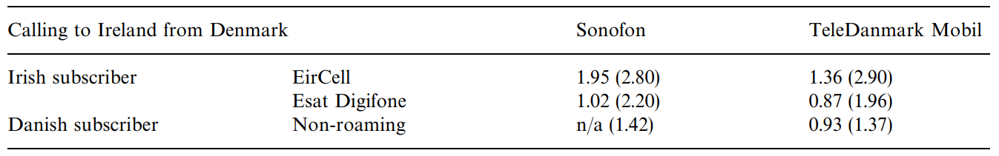 Calling to Ireland from Denmark Sonofon TeleDanmark Mobil
Irish subscriber EirCell 1.95 (2.80) 1.36 (2.90)
Esat Digifone 1.02 (2.20) 0.87 (1.96)
Danish subscriber Non-roaming n/a (1.42) 0.93 (1.37)